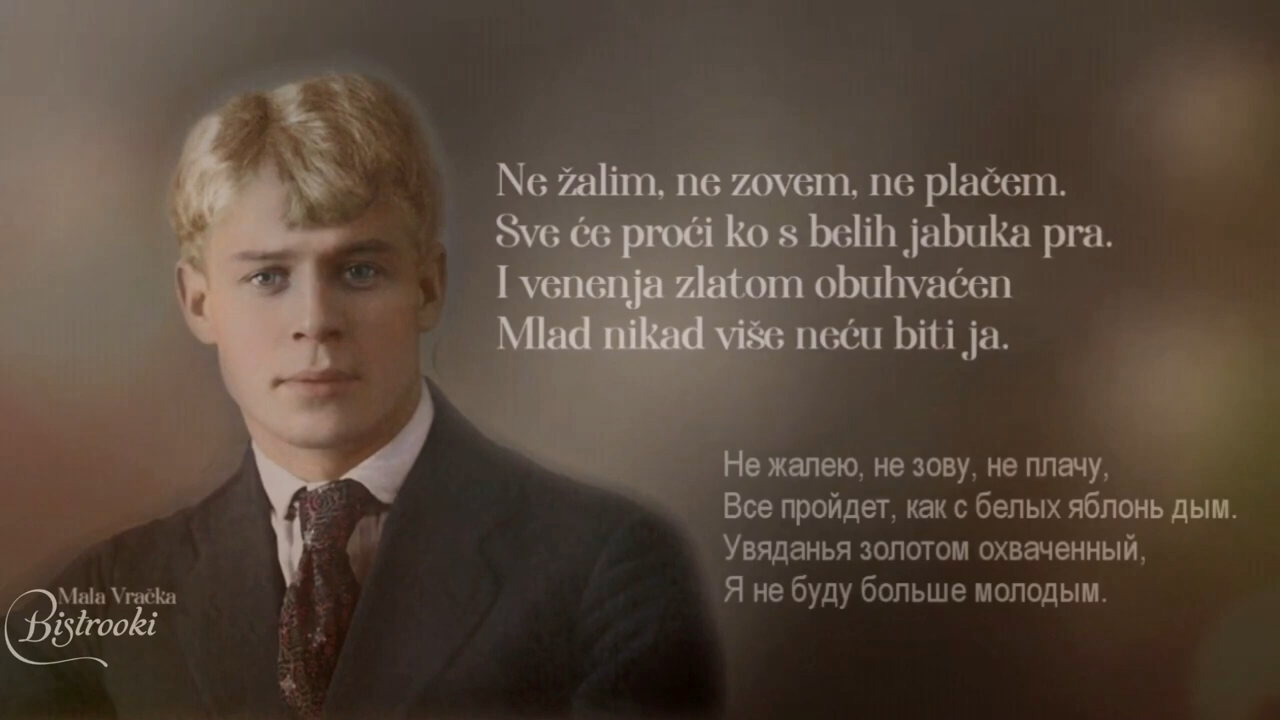 Ne žalim, ne zovem, ne plačem.
Sve će proći ko s belih jabuka pra.
I venenja zlatom obuhvaćen
Mlad nikad više neću biti ja.
Не жалею, не зову, не плачу,
Все пройдет, как с белых яблонь дым.
Увяданья золотом охваченный,
Я не буду больше молодым.
Mala Vračka
Bistrooki